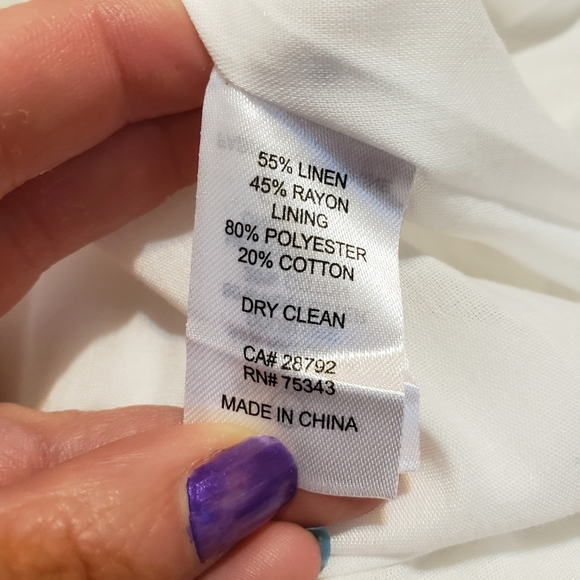 55% LINEN
45% RAYON
LINING
80% POLYESTER
20% COTTON
DRY CLEAN
CA# 28792
RN# 75343
MADE IN CHINA